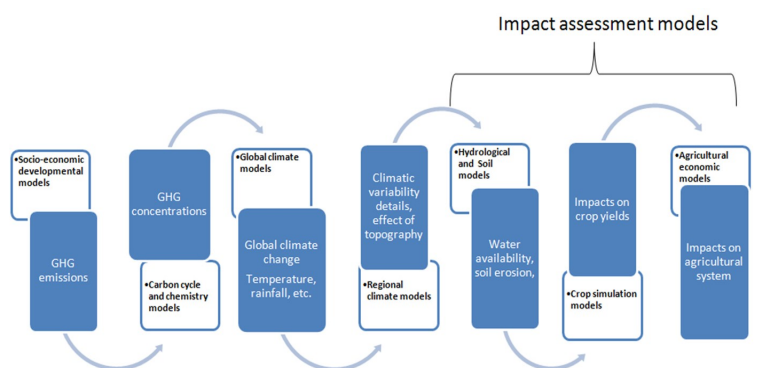 Impact assessment models
•Socio-economic
developmental
models
GHG
emissions
GHG
concentrations
•Carbon cycle
and chemistry
models
•Global climate
models
Global climate
change
Temperature,
rainfall, etc.
Climatic
variability
details,
effect of
topography
•Regional
climate models
•Hydrological
and Soil
models
Water
availability,
soil erosion,
Impacts on
crop yields
•Crop simulation
models
•Agricultural
economic
models
Impacts on
agricultural
system